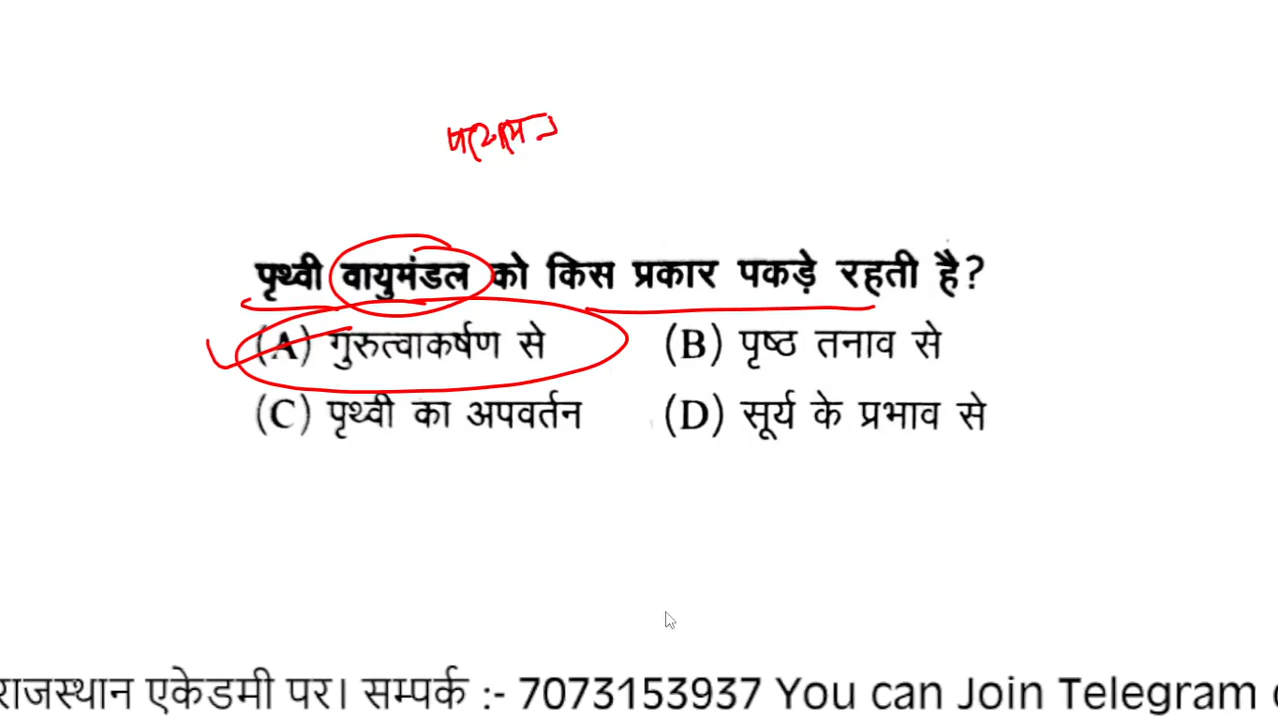 पृथ्वी वायुमंडल को किस प्रकार पकड़े रहती है?
(A) गुरुत्वाकर्षण से (B) पृष्ठ तनाव से
(C) पृथ्वी का अपवर्तन (D) सूर्य के प्रभाव से
राजस्थान एकेडमी पर। सम्पर्क :- 7073153937 You can Join Telegram